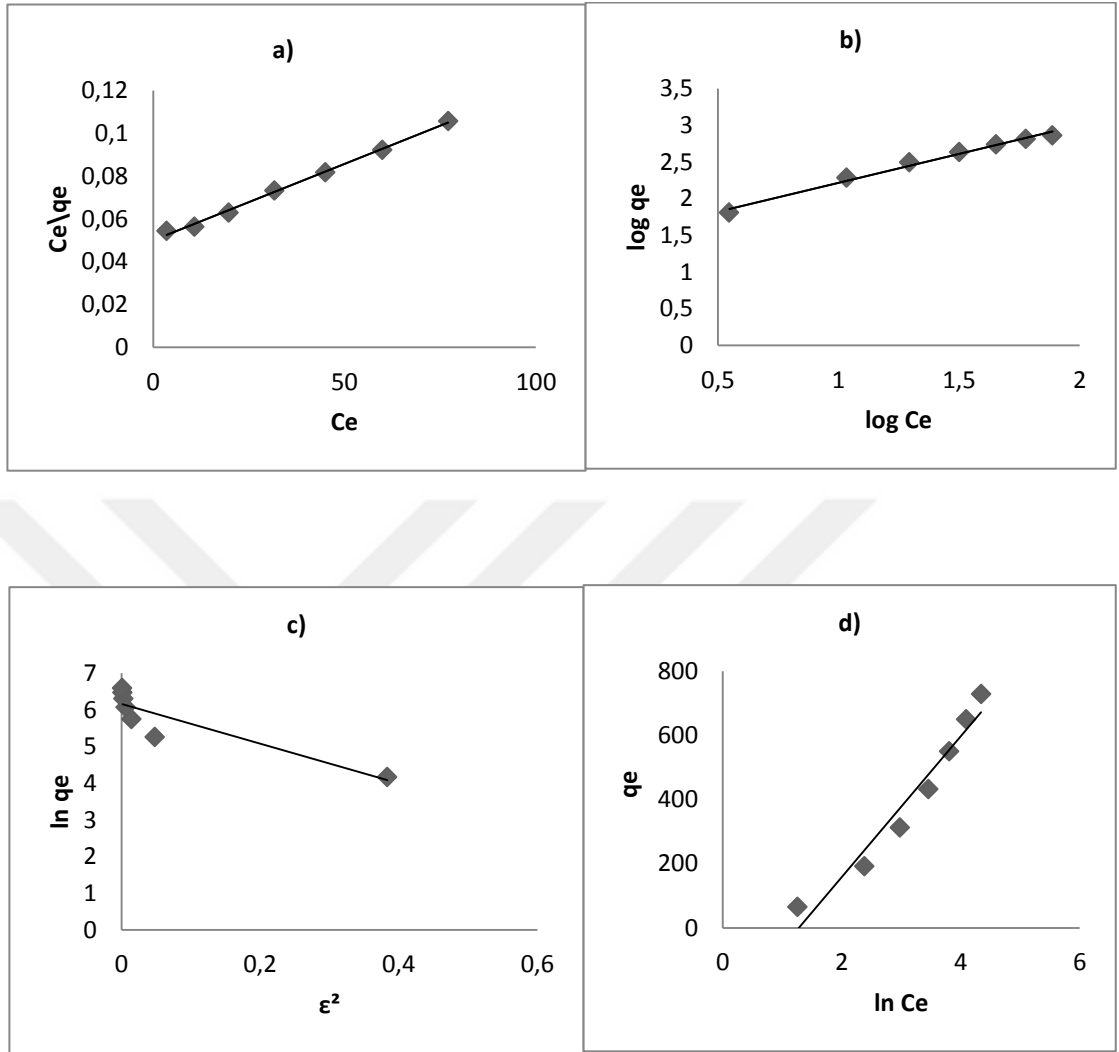 a)
0,12
0,1
0,08
0,06
0,04
0,02
0
Ce\qe
0 50 100
Ce
b)
3,5
3
2,5
2
1,5
1
0,5
0
log qe
0,5 1 1,5 2
log Ce
c)
7
6
5
4
3
2
1
0
ln qe
0 0,2 0,4 0,6
ε²
d)
800
600
400
200
0
qe
0 2 4 6
ln Ce